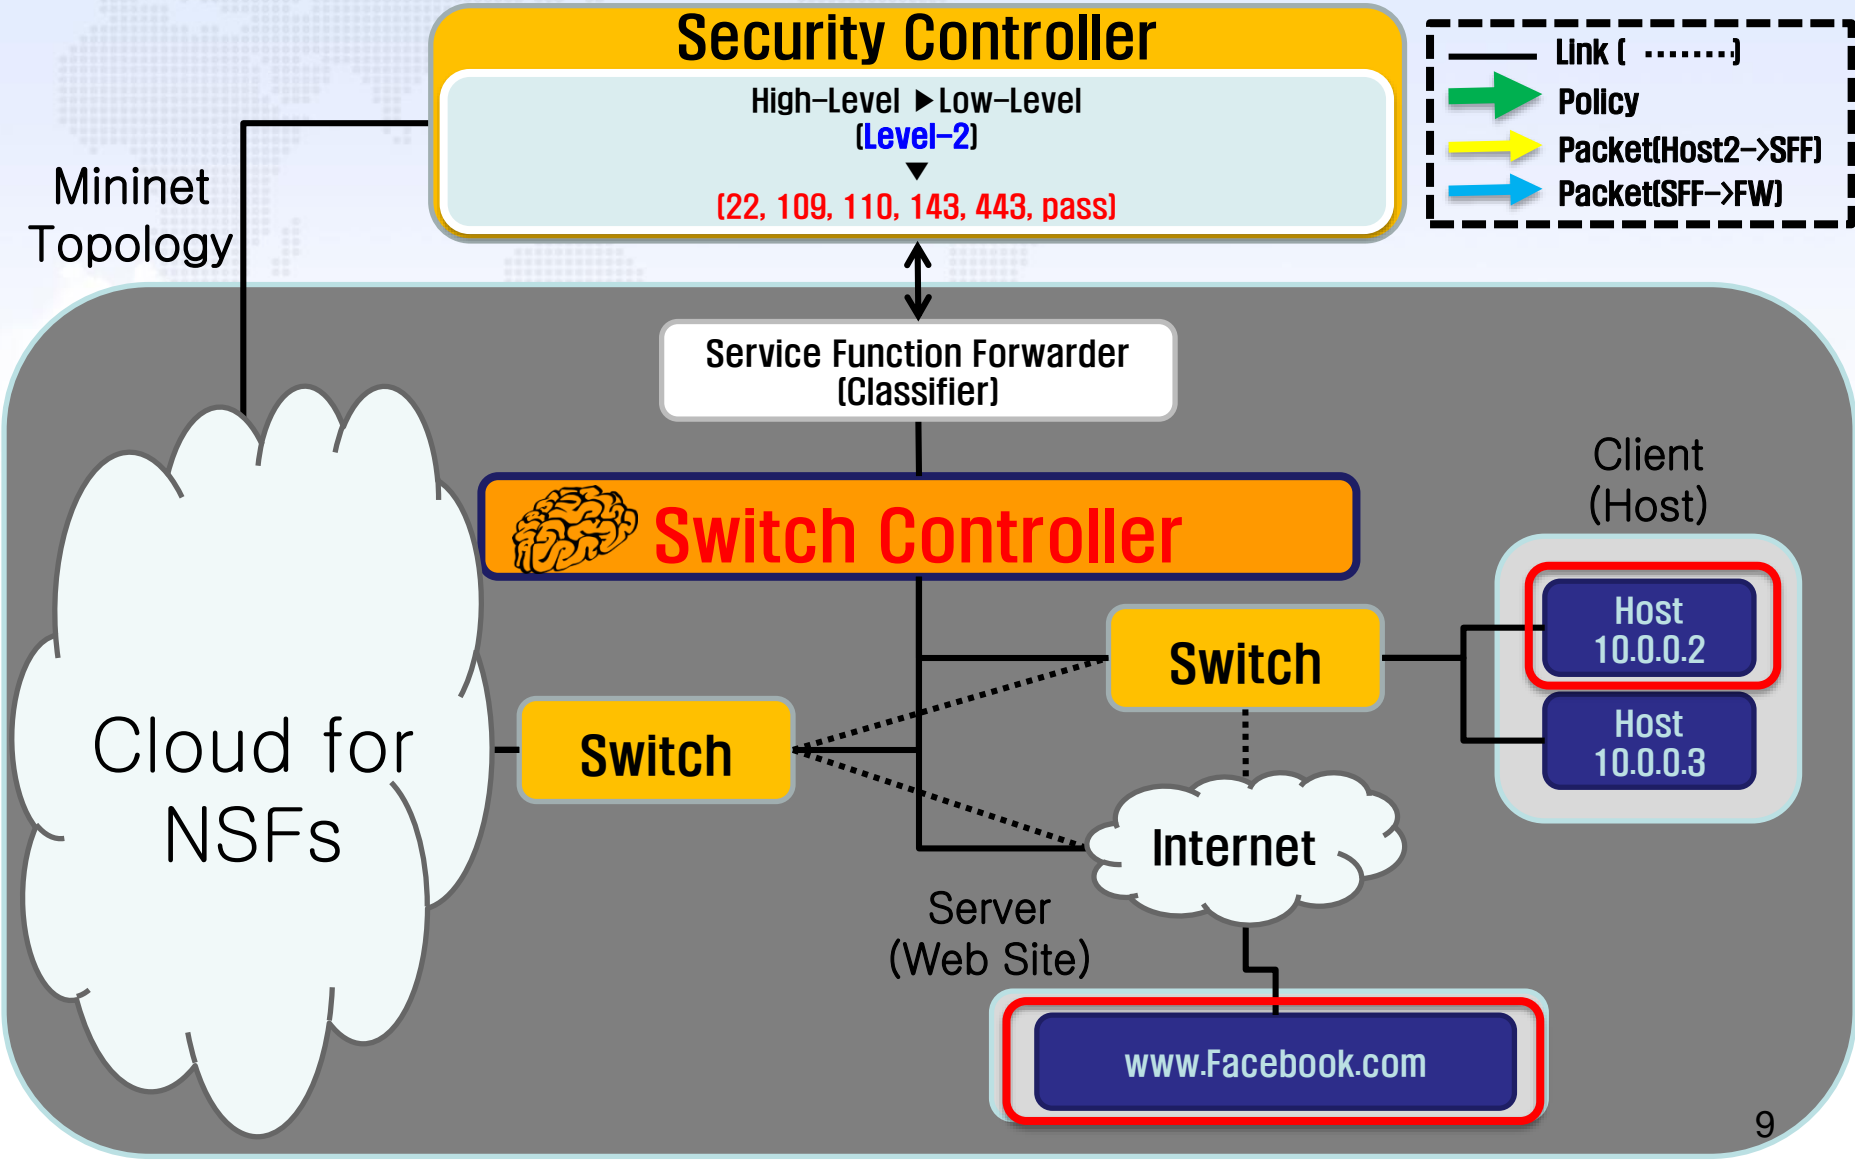 Security Controller
High-Level ▶Low-Level
(Level-2)
▼
(22, 109, 110, 143, 443, pass)
Link ( ········)
Policy
Packet(Host2->SFF)
Packet(SFF->FW)
Mininet
Topology
Service Function Forwarder
(Classifier)
Switch Controller
Client
(Host)
Host
10.0.0.2
Host
10.0.0.3
Switch
Switch
Cloud for
NSFs
Internet
Server
(Web Site)
www.Facebook.com
9